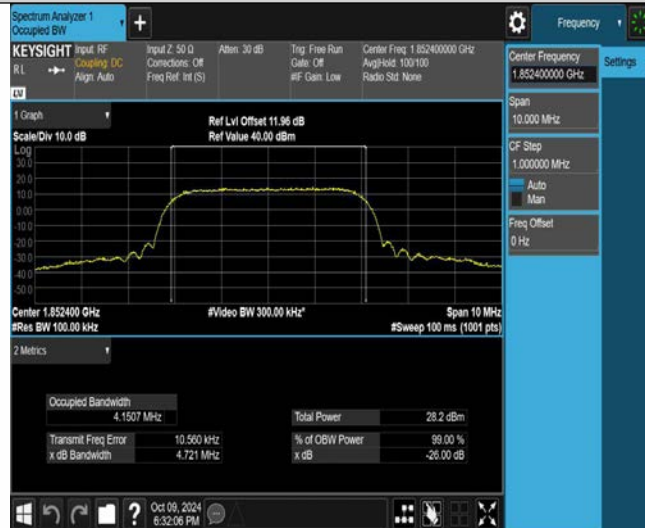 Spectrum Analyzer 1
Occupied BW
+
Frequency
KEYSIGHT
RL
Input: RF
Coupling: DC
Align: Auto
Input Z: 50 Ω
Corrections: Off
Freq Ref: Int (S)
Atten: 30 dB
Trig: Free Run
Gate: Off
#IF Gain: Low
Center Freq: 1.852400000 GHz
Avg|Hold: 100/100
Radio Std: None
Center Frequency
1.852400000 GHz
Settings
Span
10.000 MHz
CF Step
1.000000 MHz
Auto
Man
Freq Offset
0 Hz
1 Graph
Scale/Div 10.0 dB
Ref Lvl Offset 11.96 dB
Ref Value 40.00 dBm
Log
30.0
20.0
10.0
0.00
-10.0
-20.0
-30.0
-40.0
-50.0
Center 1.852400 GHz
#Video BW 300.00 kHz*
Span 10 MHz
#Res BW 100.00 kHz
#Sweep 100 ms (1001 pts)
2 Metrics
Occupied Bandwidth
4.1507 MHz
Total Power 28.2 dBm
Transmit Freq Error 10.560 kHz
% of OBW Power 99.00 %
x dB Bandwidth 4.721 MHz
x dB -26.00 dB
?
Oct 09, 2024
6:32:06 PM